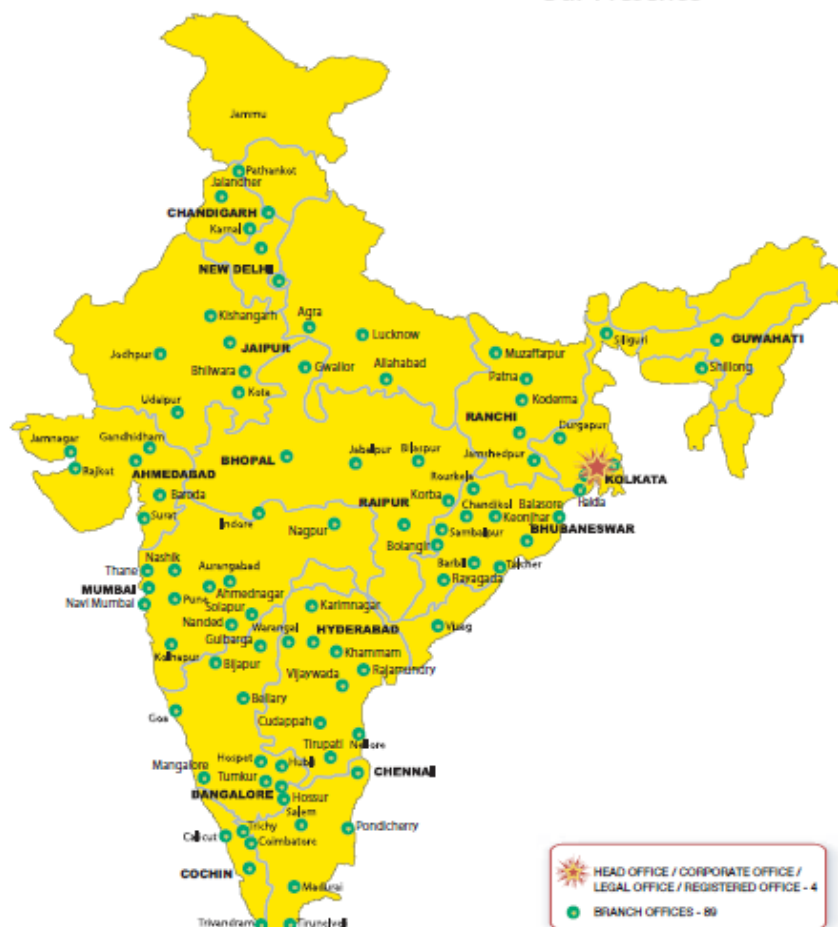 Jammu
Pathankot
Jalandher
CHANDIGARH
Karnal
NEW DELHI
Kishangarh
Agra
Lucknow
Siliguri
GUWAHATI
JAIPUR
Muzaffarpur
Jodhpur
Bhilwara
Gwalior
Allahabad
Patna
Shillong
Kota
Koderma
Udaipur
RANCHI
Durgapur
Jamnagar
Gandhidham
BHOPAL
Jabalpur
Bilaspur
Jamshedpur
Rajkot
AHMEDABAD
Rourkela
KOLKATA
Baroda
RAIPUR
Korba
Chandikol
Balasore
Haldia
Surat
Indore
Nagpur
Keonjhar
BHUBANESWAR
Bolangir
Sambalpur
Nashik
Aurangabad
Barbil
Talcher
Thane
Rayagada
MUMBAI
Ahmednagar
Navi Mumbai
Pune
Solapur
Karimnagar
Nanded
Warangal
HYDERABAD
Vizag
Gulbarga
Khammam
Kolhapur
Bijapur
Rajamundry
Vijaywada
Bellary
Goa
Cudappah
Tirupati
Nellore
Hospet
Hubli
Mangalore
Tumkur
CHENNAI
BANGALORE
Hossur
Salem
Trichy
Pondicherry
Calicut
Coimbatore
COCHIN
Madurai
Trivandram
Tirunelveli
HEAD OFFICE / CORPORATE OFFICE /
LEGAL OFFICE / REGISTERED OFFICE - 4
BRANCH OFFICES - 89